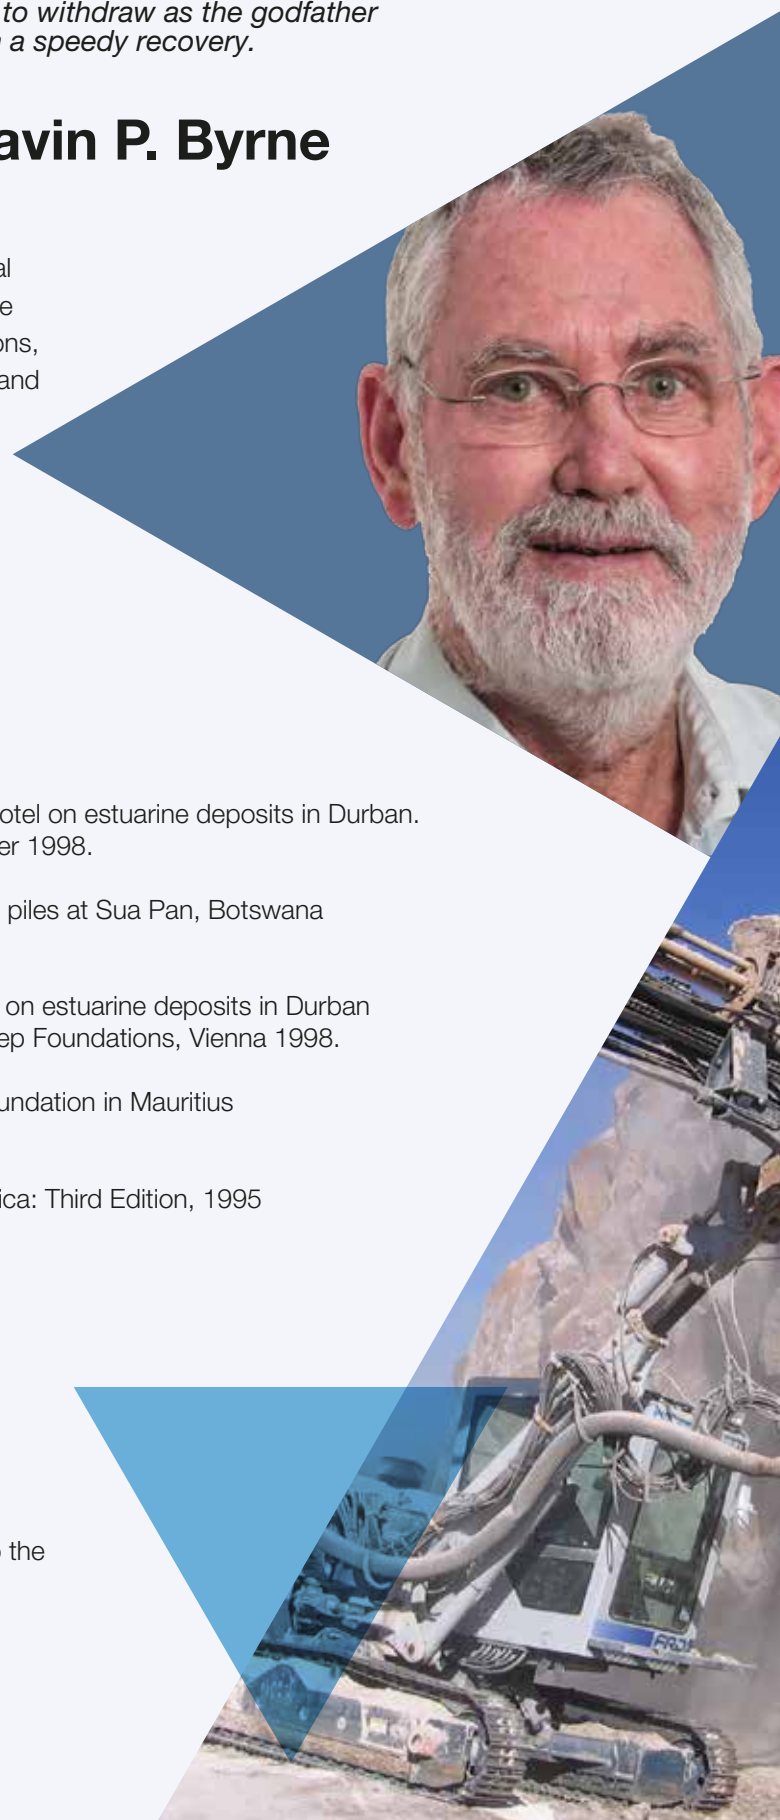 to withdraw as the godfather
a speedy recovery.
avin P. Byrne
al
e
ons,
and
otel on estuarine deposits in Durban.
er 1998.
piles at Sua Pan, Botswana
on estuarine deposits in Durban
ep Foundations, Vienna 1998.
undation in Mauritius
ica: Third Edition, 1995
the